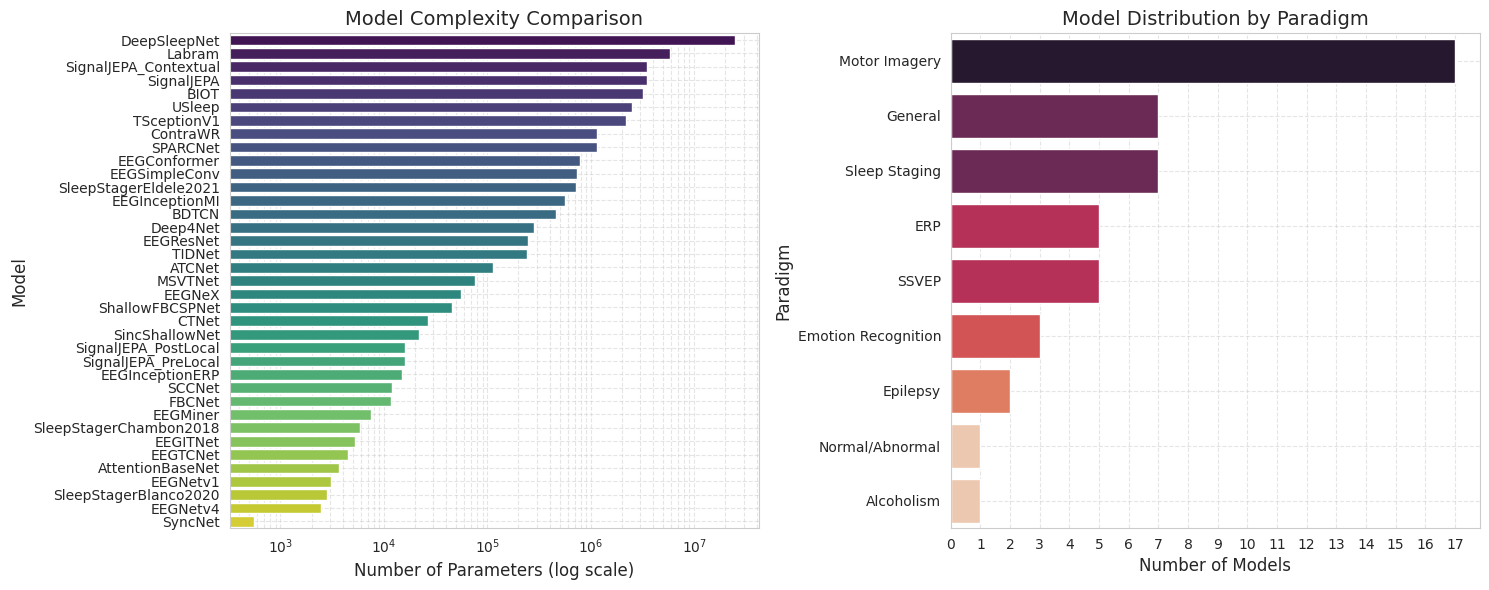 Model Complexity Comparison
Model
DeepSleepNet
Labram
SignalJEPA_Contextual
SignalJEPA
BIOT
USleep
TSceptionV1
ContraWR
SPARCNet
EEGConformer
EEGSimpleConv
SleepStagerEldele2021
EEGInceptionMI
BDTCN
Deep4Net
EEGResNet
TIDNet
ATCNet
MSVTNet
EEGNeX
ShallowFBCSPNet
CTNet
SincShallowNet
SignalJEPA_PostLocal
SignalJEPA_PreLocal
EEGInceptionERP
SCCNet
FBCNet
EEGMiner
SleepStagerChambon2018
EEGITNet
EEGTCNet
AttentionBaseNet
EEGNetv1
SleepStagerBlanco2020
EEGNetv4
SyncNet
10³ 10⁴ 10⁵ 10⁶ 10⁷
Number of Parameters (log scale)
Model Distribution by Paradigm
Paradigm
Motor Imagery
General
Sleep Staging
ERP
SSVEP
Emotion Recognition
Epilepsy
Normal/Abnormal
Alcoholism
0 1 2 3 4 5 6 7 8 9 10 11 12 13 14 15 16 17
Number of Models